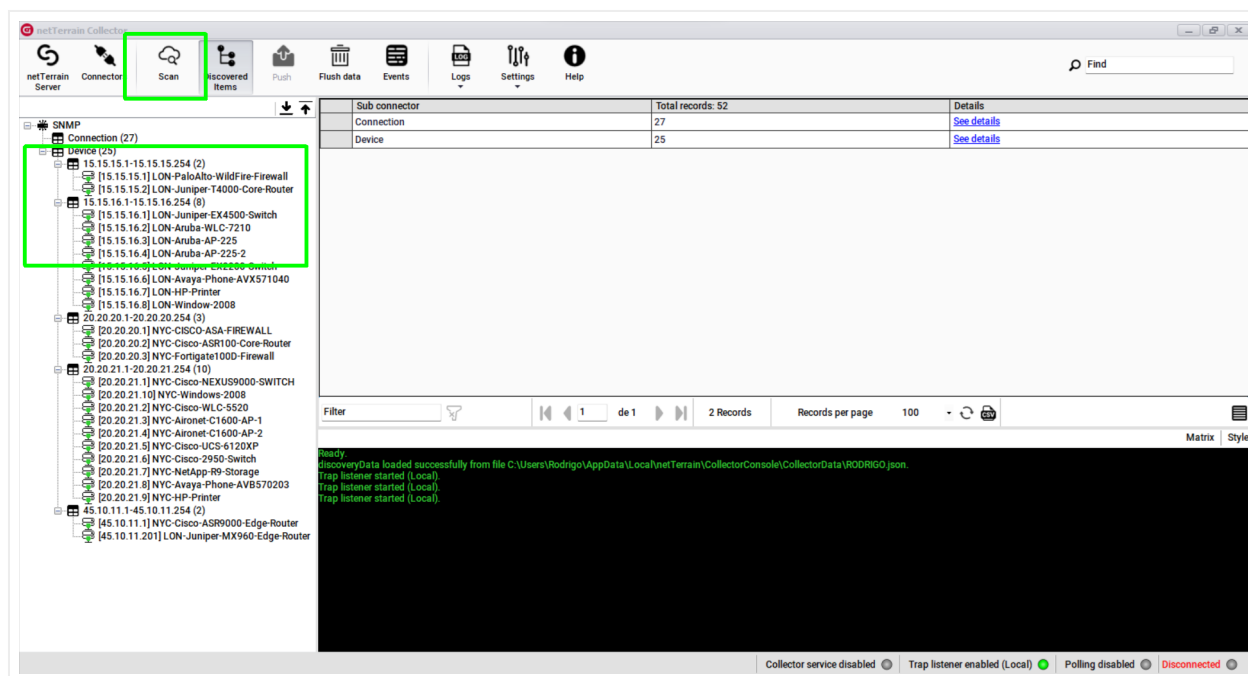 netTerrain Collector
netTerrain Server
Connector
Scan
Discovered Items
Push
Flush data
Events
LOG
Logs
Settings
Help
Find
SNMP
Connection (27)
Device (25)
15.15.15.1-15.15.15.254 (2)
[15.15.15.1] LON-PaloAlto-WildFire-Firewall
[15.15.15.2] LON-Juniper-T4000-Core-Router
15.15.16.1-15.15.16.254 (8)
[15.15.16.1] LON-Juniper-EX4500-Switch
[15.15.16.2] LON-Aruba-WLC-7210
[15.15.16.3] LON-Aruba-AP-225
[15.15.16.4] LON-Aruba-AP-225-2
[15.15.16.5] LON-Juniper-EX2200-Switch
[15.15.16.6] LON-Avaya-Phone-AVX571040
[15.15.16.7] LON-HP-Printer
[15.15.16.8] LON-Window-2008
20.20.20.1-20.20.20.254 (3)
[20.20.20.1] NYC-CISCO-ASA-FIREWALL
[20.20.20.2] NYC-Cisco-ASR100-Core-Router
[20.20.20.3] NYC-Fortigate100D-Firewall
20.20.21.1-20.20.21.254 (10)
[20.20.21.1] NYC-Cisco-NEXUS9000-SWITCH
[20.20.21.10] NYC-Windows-2008
[20.20.21.2] NYC-Cisco-WLC-5520
[20.20.21.3] NYC-Aironet-C1600-AP-1
[20.20.21.4] NYC-Aironet-C1600-AP-2
[20.20.21.5] NYC-Cisco-UCS-6120XP
[20.20.21.6] NYC-Cisco-2950-Switch
[20.20.21.7] NYC-NetApp-R9-Storage
[20.20.21.8] NYC-Avaya-Phone-AVB570203
[20.20.21.9] NYC-HP-Printer
45.10.11.1-45.10.11.254 (2)
[45.10.11.1] NYC-Cisco-ASR9000-Edge-Router
[45.10.11.201] LON-Juniper-MX960-Edge-Router
Sub connector Total records: 52 Details
Connection 27 See details
Device 25 See details
Filter 1 de 1 2 Records Records per page 100 CSV
Matrix Style
Ready.
discoveryData loaded successfully from file C:\Users\Rodrigo\AppData\Local\netTerrain\CollectorConsole\CollectorData\RODRIGO.json.
Trap listener started (Local).
Trap listener started (Local).
Trap listener started (Local).
Collector service disabled Trap listener enabled (Local) Polling disabled Disconnected